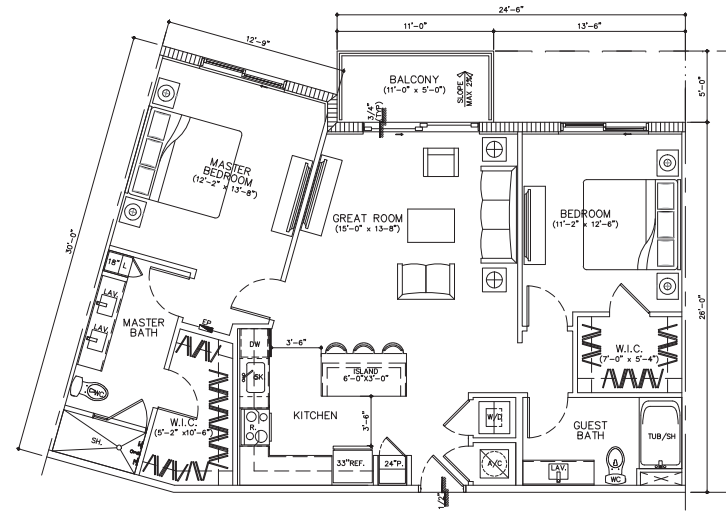 24'-6"
11'-0"
13'-6"
12'-9"
BALCONY
(11'-0" x 5'-0")
SLOPE
MAX 2%
5'-0"
3/4"
(TYP)
MASTER
BEDROOM
(12'-2" x 13'-8")
GREAT ROOM
(15'-0" x 13'-8")
BEDROOM
(11'-2" x 12'-6")
30'-0"
26'-0"
18"
L
LAV.
LAV.
MASTER
BATH
EP
WC
SH.
W.I.C.
(5'-2" x10'-6")
DW
SK
R.
3'-6"
ISLAND
6'-0"X3'-0"
KITCHEN
3'-6"
33"REF.
24"P.
W/D
A/C
1/2"
W.I.C.
(7'-0" x 5'-4")
GUEST
BATH
TUB/SH
LAV.
WC